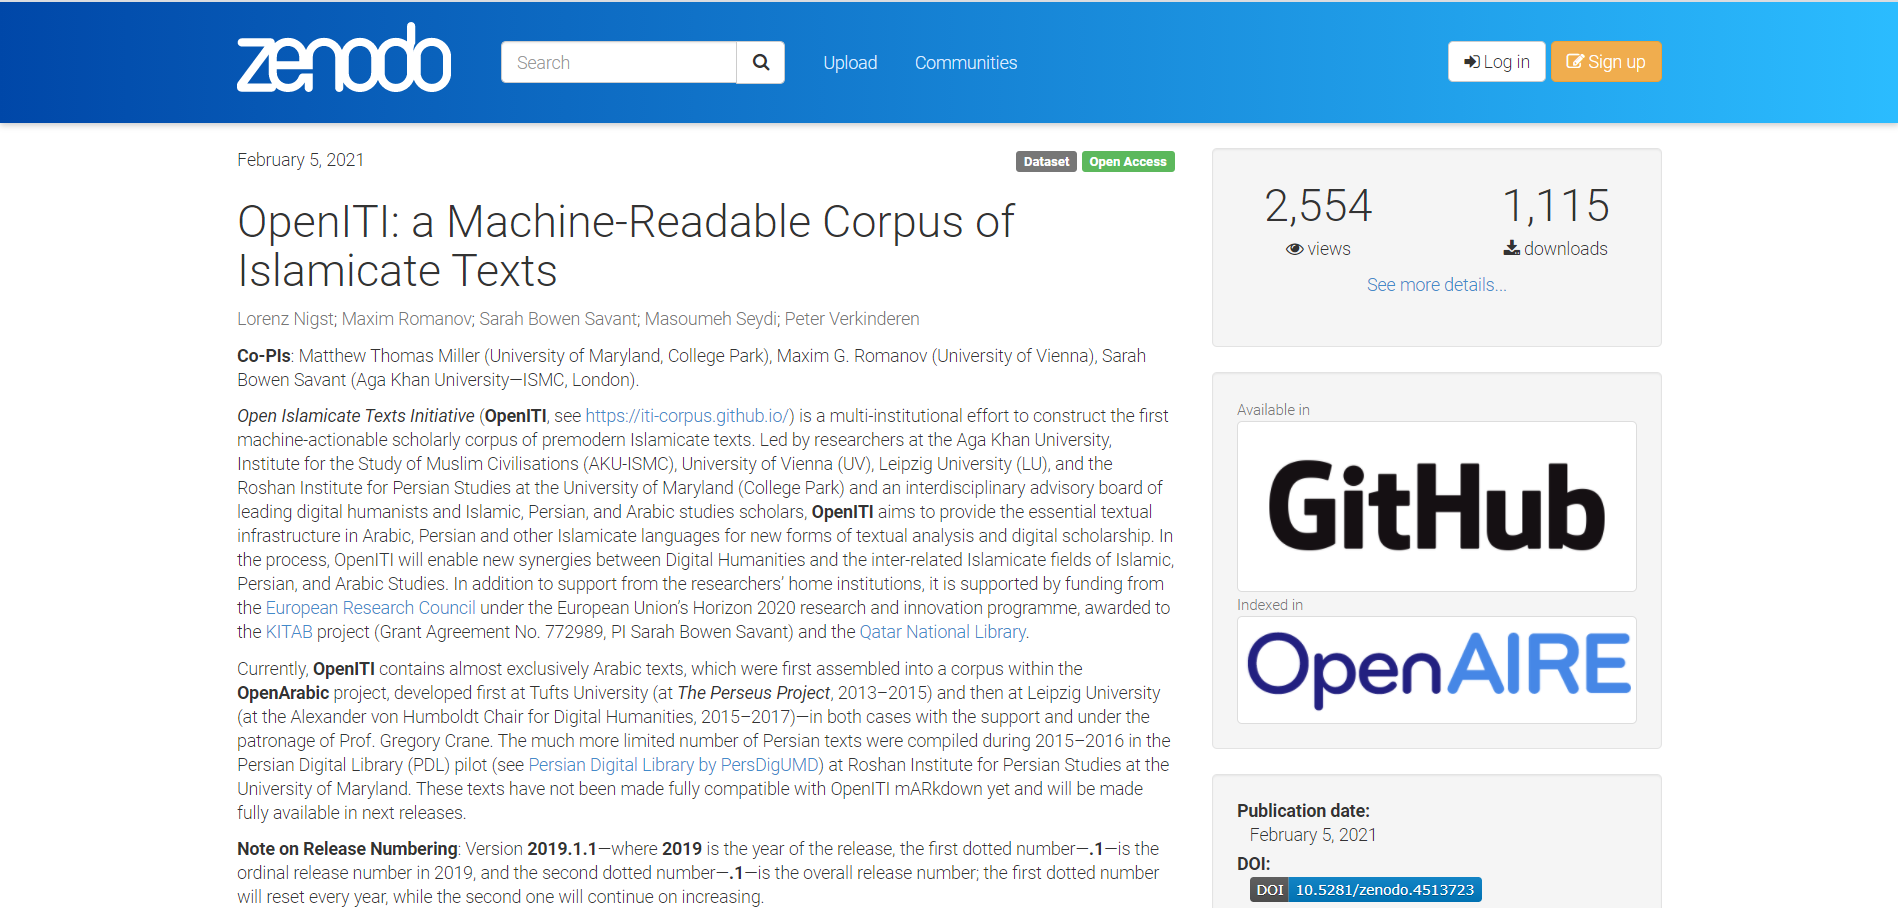 zenodo
Search
Upload
Communities
Log in
Sign up
February 5, 2021
Dataset
Open Access
OpenITI: a Machine-Readable Corpus of
Islamicate Texts
Lorenz Nigst; Maxim Romanov; Sarah Bowen Savant; Masoumeh Seydi; Peter Verkinderen
Co-PIs: Matthew Thomas Miller (University of Maryland, College Park), Maxim G. Romanov (University of Vienna), Sarah
Bowen Savant (Aga Khan University—ISMC, London).
Open Islamicate Texts Initiative (OpenITI, see https://iti-corpus.github.io/) is a multi-institutional effort to construct the first
machine-actionable scholarly corpus of premodern Islamicate texts. Led by researchers at the Aga Khan University,
Institute for the Study of Muslim Civilisations (AKU-ISMC), University of Vienna (UV), Leipzig University (LU), and the
Roshan Institute for Persian Studies at the University of Maryland (College Park) and an interdisciplinary advisory board of
leading digital humanists and Islamic, Persian, and Arabic studies scholars, OpenITI aims to provide the essential textual
infrastructure in Arabic, Persian and other Islamicate languages for new forms of textual analysis and digital scholarship. In
the process, OpenITI will enable new synergies between Digital Humanities and the inter-related Islamicate fields of Islamic,
Persian, and Arabic Studies. In addition to support from the researchers’ home institutions, it is supported by funding from
the European Research Council under the European Union’s Horizon 2020 research and innovation programme, awarded to
the KITAB project (Grant Agreement No. 772989, PI Sarah Bowen Savant) and the Qatar National Library.
Currently, OpenITI contains almost exclusively Arabic texts, which were first assembled into a corpus within the
OpenArabic project, developed first at Tufts University (at The Perseus Project, 2013–2015) and then at Leipzig University
(at the Alexander von Humboldt Chair for Digital Humanities, 2015–2017)—in both cases with the support and under the
patronage of Prof. Gregory Crane. The much more limited number of Persian texts were compiled during 2015–2016 in the
Persian Digital Library (PDL) pilot (see Persian Digital Library by PersDigUMD) at Roshan Institute for Persian Studies at the
University of Maryland. These texts have not been made fully compatible with OpenITI mARkdown yet and will be made
fully available in next releases.
Note on Release Numbering: Version 2019.1.1—where 2019 is the year of the release, the first dotted number—.1—is the
ordinal release number in 2019, and the second dotted number—.1—is the overall release number; the first dotted number
will reset every year, while the second one will continue on increasing.
2,554
views
1,115
downloads
See more details...
Available in
GitHub
Indexed in
OpenAIRE
Publication date:
February 5, 2021
DOI:
DOI 10.5281/zenodo.4513723